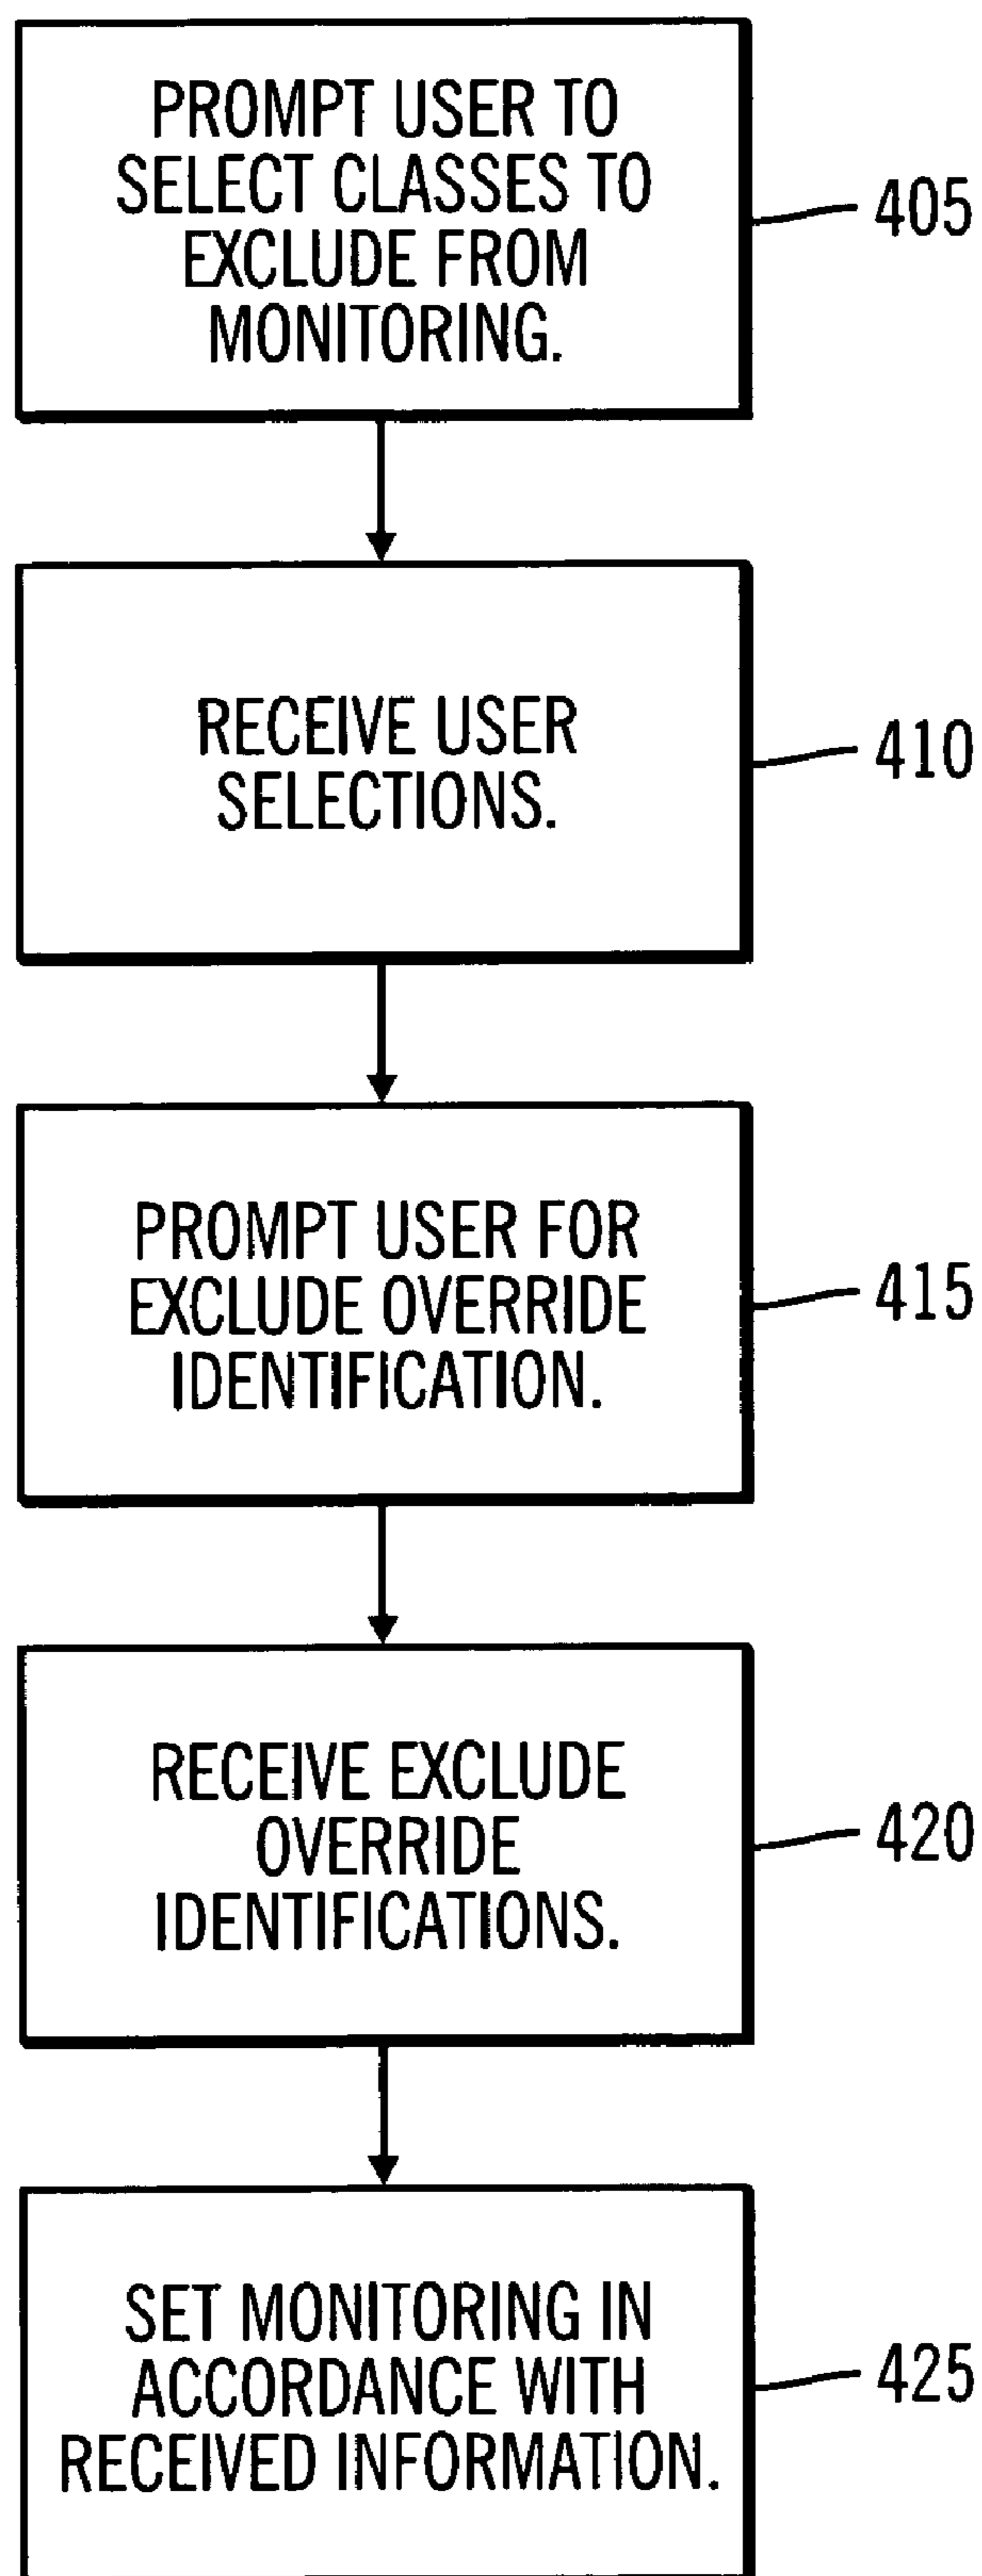 PROMPT USER TO
SELECT CLASSES TO
EXCLUDE FROM
MONITORING.
405
RECEIVE USER
SELECTIONS.
410
PROMPT USER FOR
EXCLUDE OVERRIDE
IDENTIFICATION.
415
RECEIVE EXCLUDE
OVERRIDE
IDENTIFICATIONS.
420
SET MONITORING IN
ACCORDANCE WITH
RECEIVED INFORMATION.
425